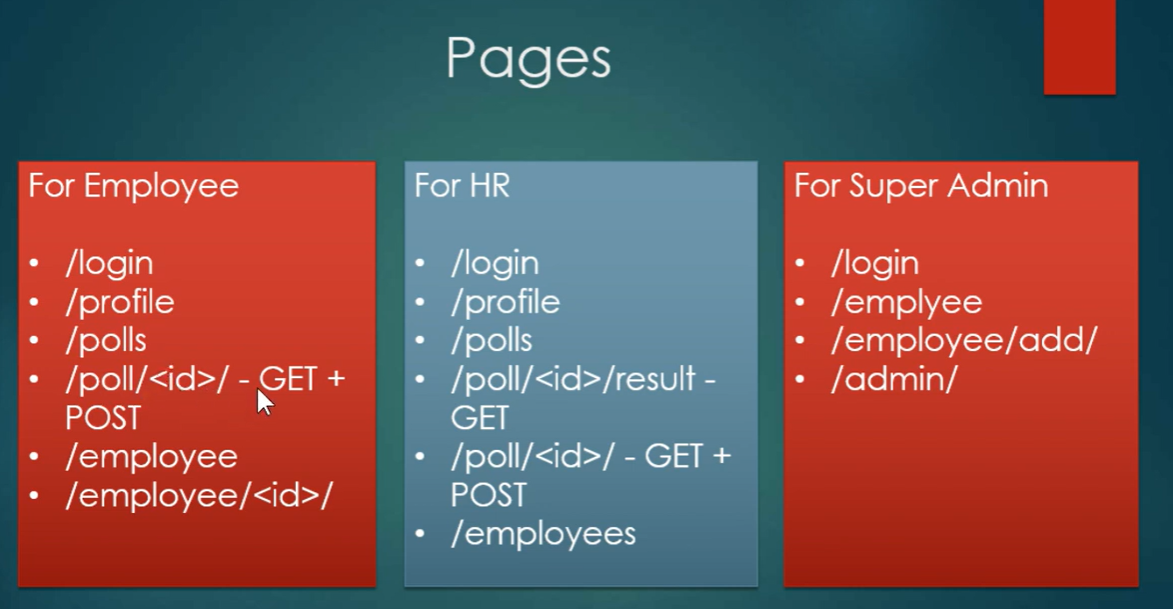 Pages
For Employee
• /login
• /profile
• /polls
• /poll/<id>/ - GET +
POST
• /employee
• /employee/<id>/
For HR
• /login
• /profile
• /polls
• /poll/<id>/result -
GET
• /poll/<id>/ - GET +
POST
• /employees
For Super Admin
• /login
• /emplyee
• /employee/add/
• /admin/